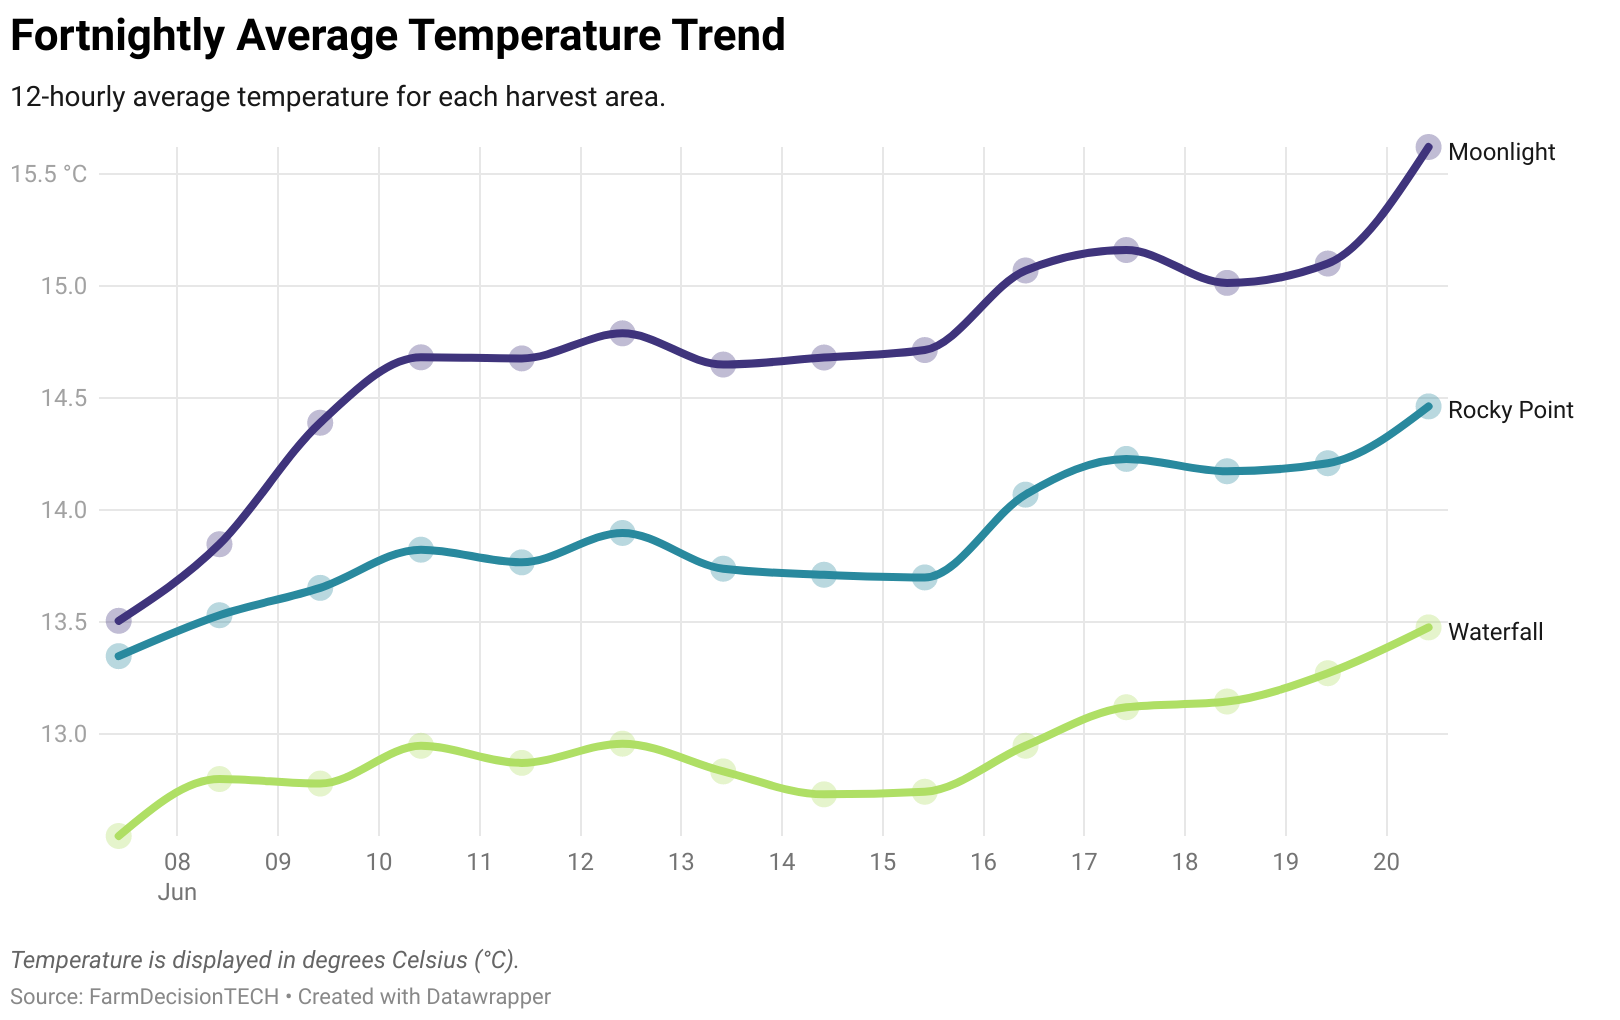 Fortnightly Average Temperature Trend
12-hourly average temperature for each harvest area.
Moonlight
15.5 °C
15.0
14.5
Rocky Point
14.0
13.5
Waterfall
13.0
08 09 10 11 12 13 14 15 16 17 18 19 20
Jun
Temperature is displayed in degrees Celsius (°C).
Source: FarmDecisionTECH • Created with Datawrapper